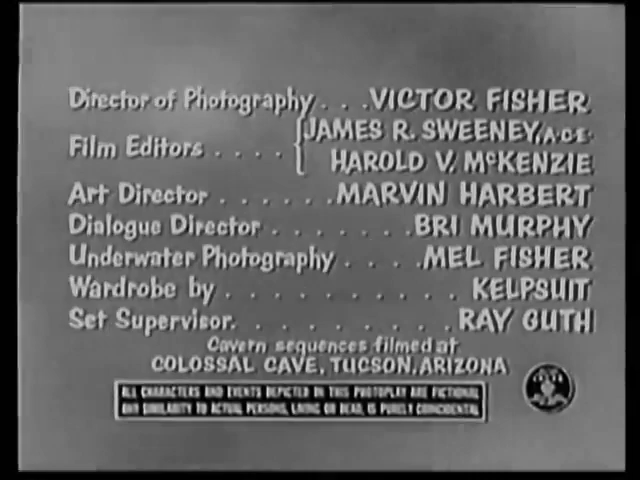 Director of Photography . . . VICTOR FISHER
Film Editors . . . . { JAMES R. SWEENEY, A.C.E.
HAROLD V. McKENZIE
Art Director . . . . . . MARVIN HARBERT
Dialogue Director . . . . . . . BRI MURPHY
Underwater Photography . . . . MEL FISHER
Wardrobe by . . . . . . . . . . KELPSUIT
Set Supervisor. . . . . . . . . RAY GUTH
Cavern sequences filmed at
COLOSSAL CAVE, TUCSON, ARIZONA
ALL CHARACTERS AND EVENTS DEPICTED IN THIS PHOTOPLAY ARE FICTIONAL
ANY SIMILARITY TO ACTUAL PERSONS, LIVING OR DEAD, IS PURELY COINCIDENTAL